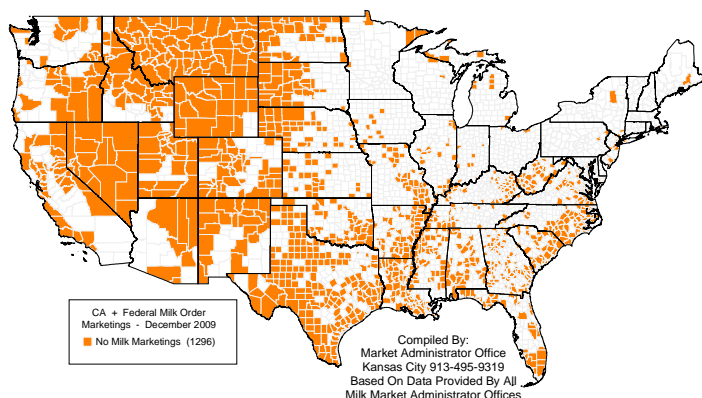 CA + Federal Milk Order
Marketings - December 2009
No Milk Marketings (1296)
Compiled By:
Market Administrator Office
Kansas City 913-495-9319
Based On Data Provided By All
Milk Market Administrator Offices